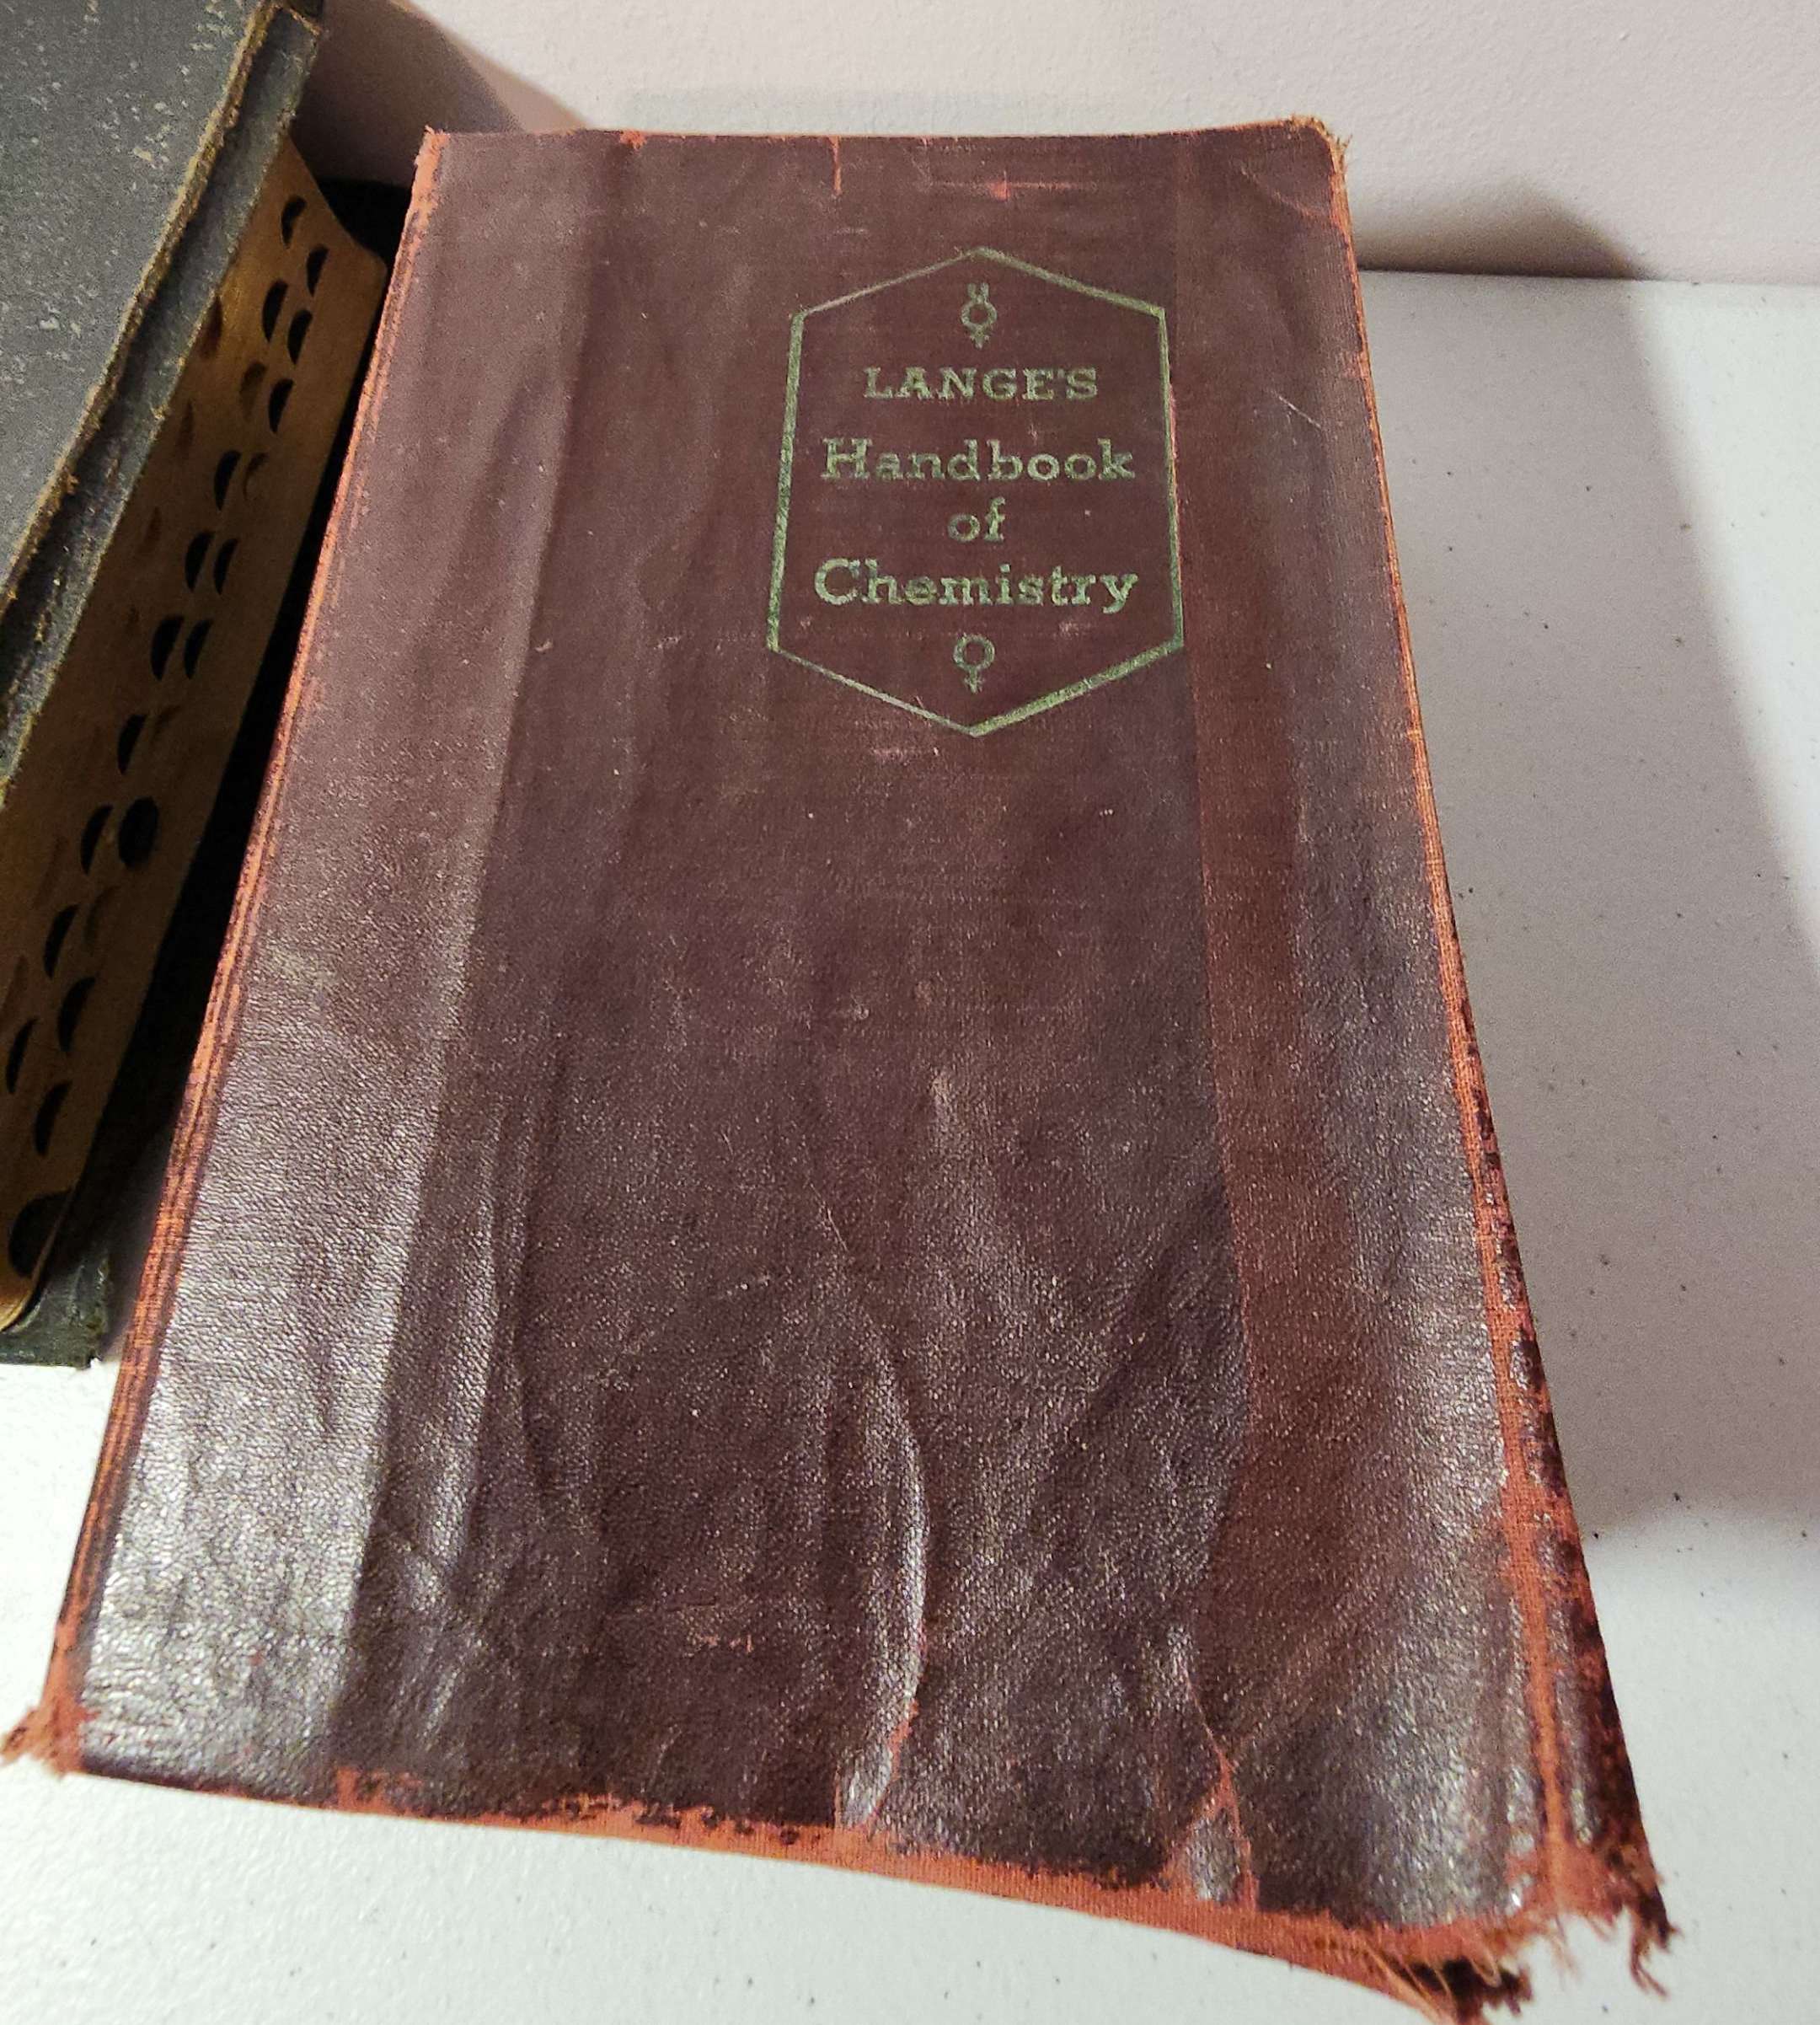 LANGE'S
Handbook
of
Chemistry